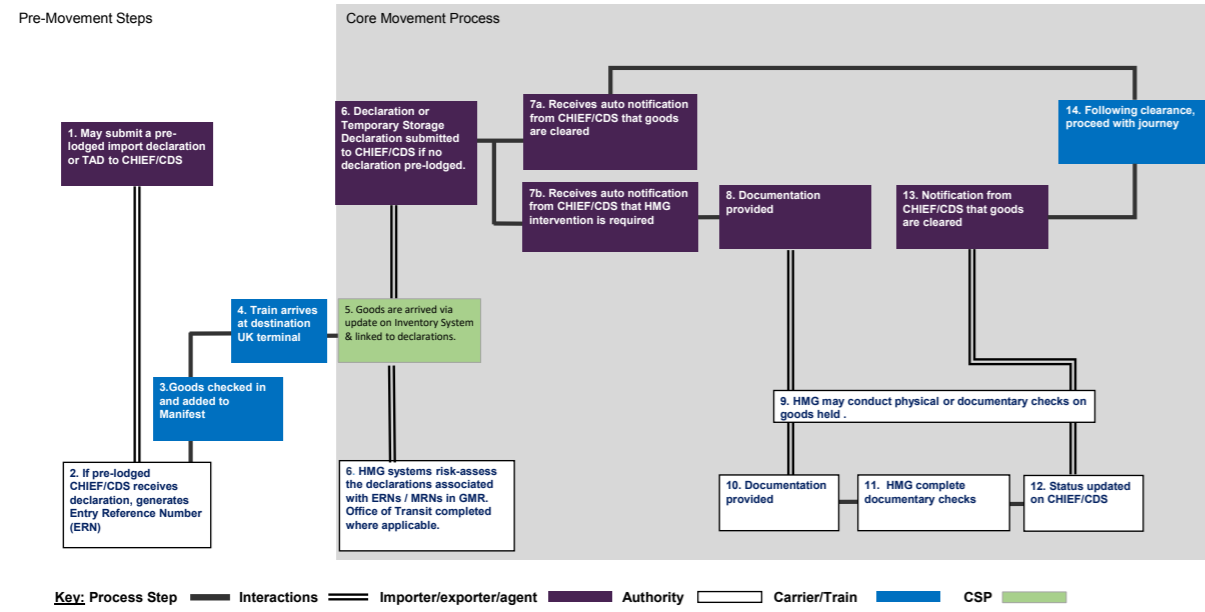 Pre-Movement Steps
Core Movement Process
1. May submit a pre-
lodged import declaration
or TAD to CHIEF/CDS
2. If pre-lodged
CHIEF/CDS receives
declaration, generates
Entry Reference Number
(ERN)
3.Goods checked in
and added to
Manifest
4. Train arrives
at destination
UK terminal
5. Goods are arrived via
update on Inventory System
& linked to declarations.
6. Declaration or
Temporary Storage
Declaration submitted
to CHIEF/CDS if no
declaration pre-lodged.
6. HMG systems risk-assess
the declarations associated
with ERNs / MRNs in GMR.
Office of Transit completed
where applicable.
7a. Receives auto notification
from CHIEF/CDS that goods
are cleared
7b. Receives auto notification
from CHIEF/CDS that HMG
intervention is required
8. Documentation
provided
9. HMG may conduct physical or documentary checks on
goods held .
10. Documentation
provided
11. HMG complete
documentary checks
12. Status updated
on CHIEF/CDS
13. Notification from
CHIEF/CDS that goods
are cleared
14. Following clearance,
proceed with journey
Key: Process Step Interactions Importer/exporter/agent Authority Carrier/Train CSP